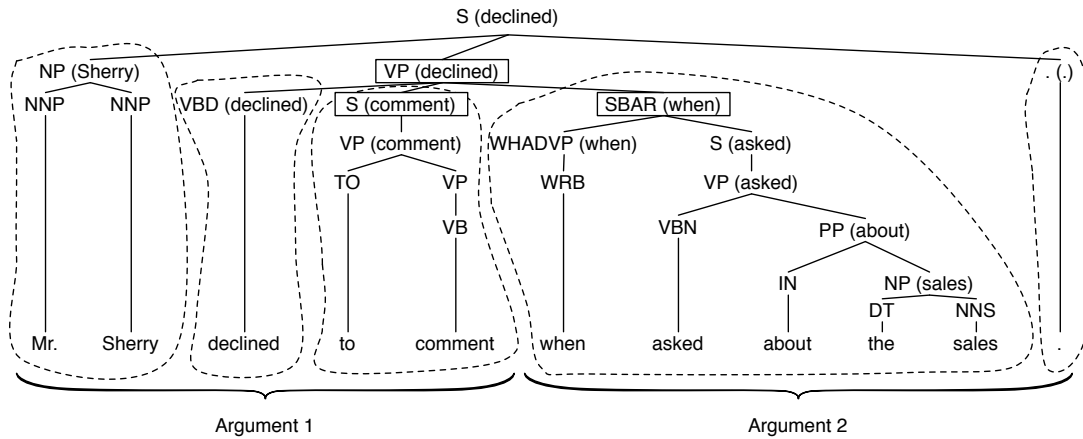 S (declined)
NP (Sherry) VP (declined) . (.)
NNP NNP VBD (declined) S (comment) SBAR (when)
VP (comment) WHADVP (when) S (asked)
TO VP WRB VP (asked)
VB VBN PP (about)
IN NP (sales)
DT NNS
Mr. Sherry declined to comment when asked about the sales .
Argument 1 Argument 2